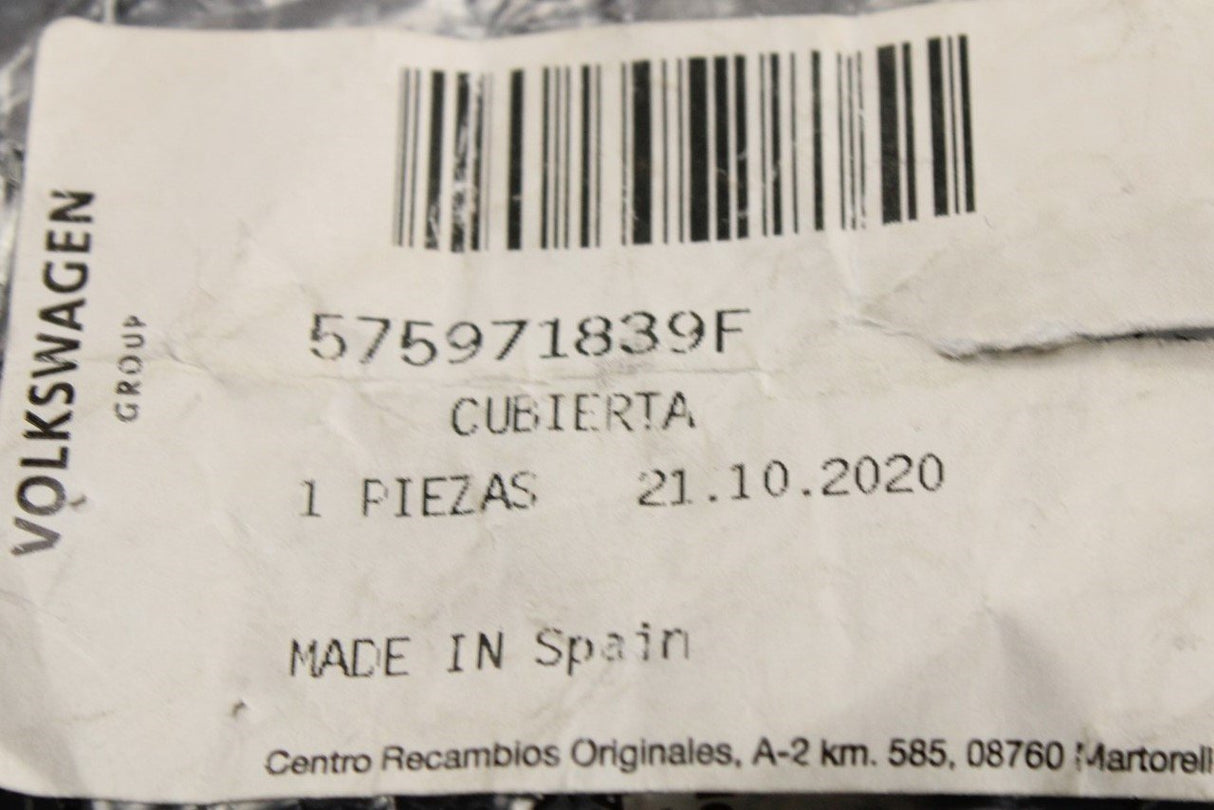 VOLKSWAGEN
GROUP
575971839F
CUBIERTA
1 PIEZAS 21.10.2020
MADE IN Spain
Centro Recambios Originales, A-2 km. 585, 08760 Martorell